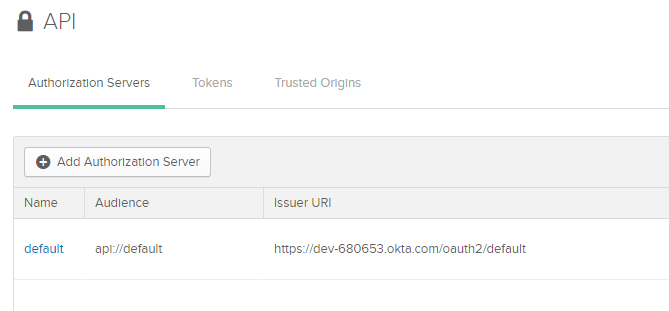 API
Authorization Servers Tokens Trusted Origins
Add Authorization Server
Name Audience Issuer URI
default api://default https://dev-680653.okta.com/oauth2/default